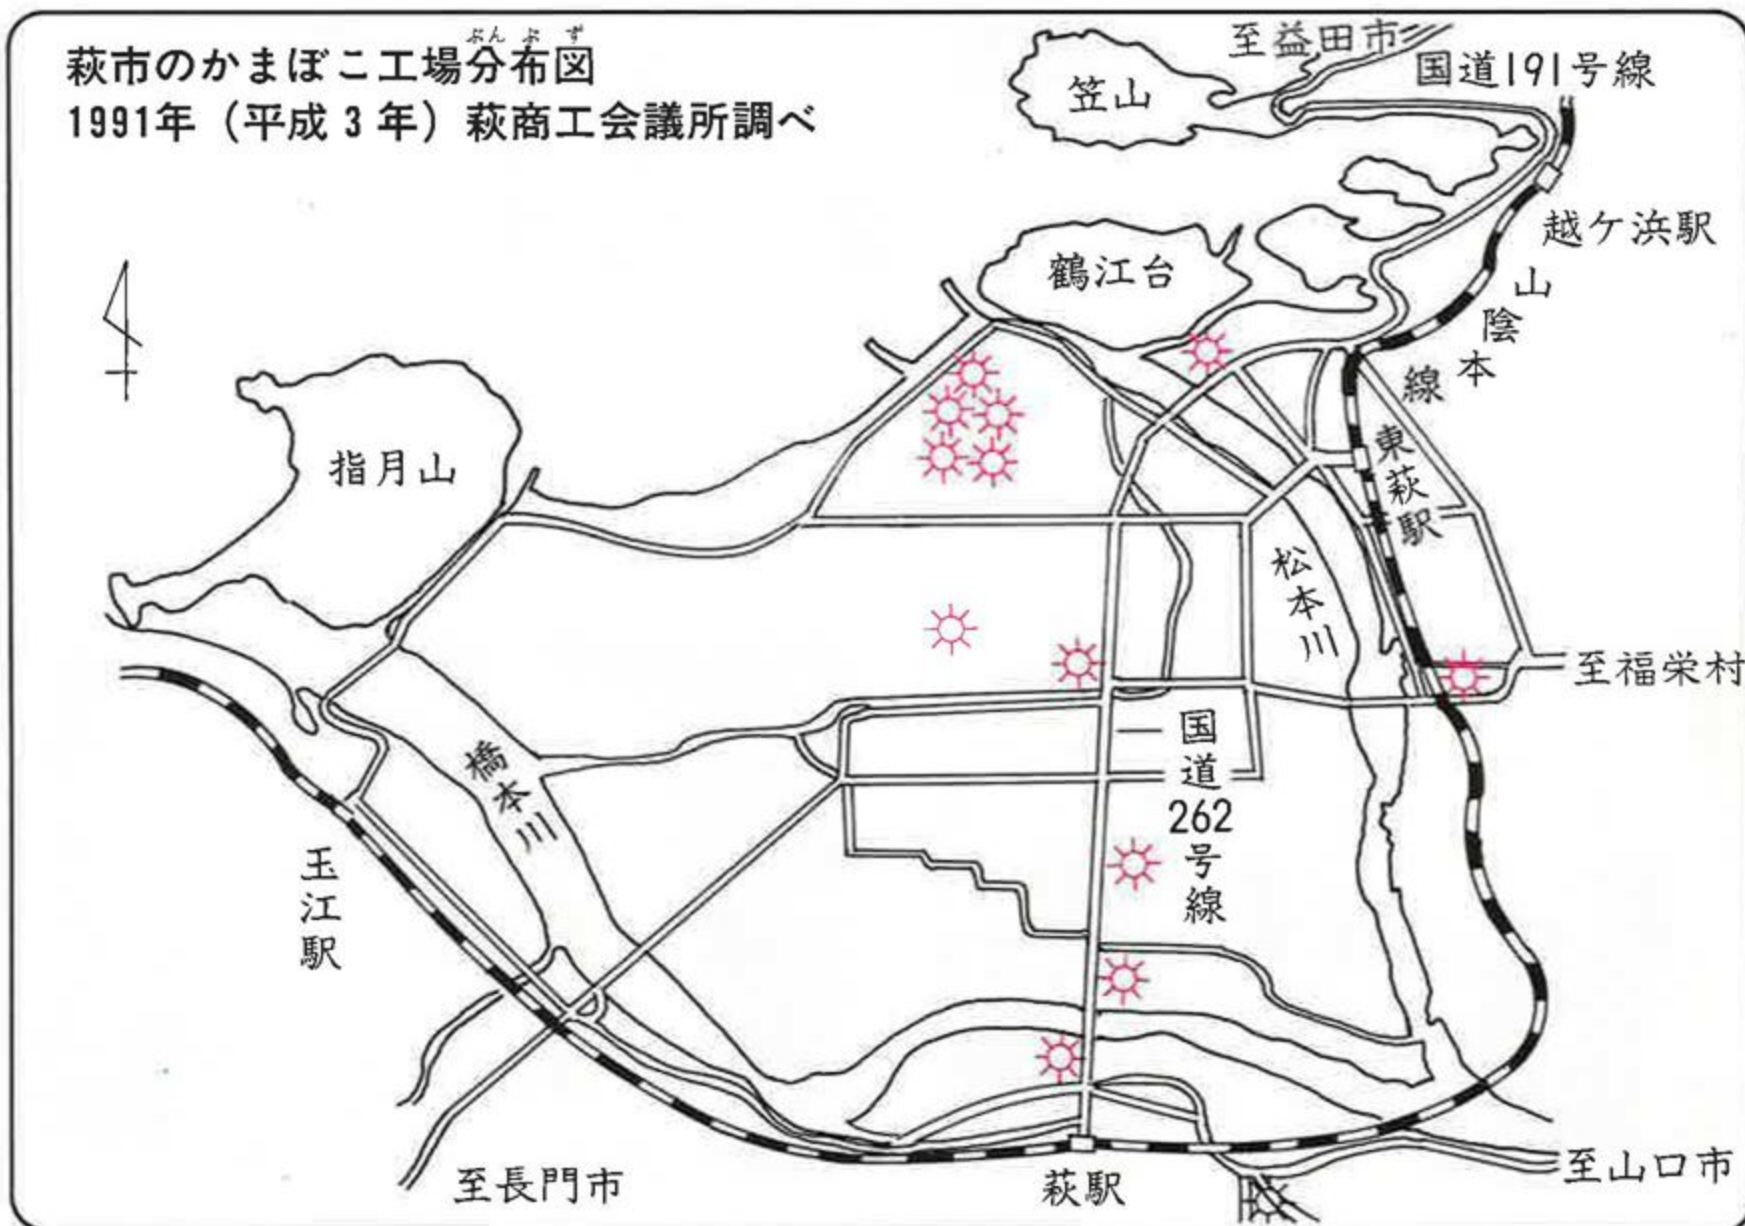 萩市のかまぼこ工場分布図
ぶんぷず
1991年（平成3年）萩商工会議所調べ
至益田市
国道191号線
笠山
越ケ浜駅
鶴江台
山陰本線
指月山
東萩駅
松本川
至福栄村
橋本川
国道262号線
玉江駅
至長門市
萩駅
至山口市